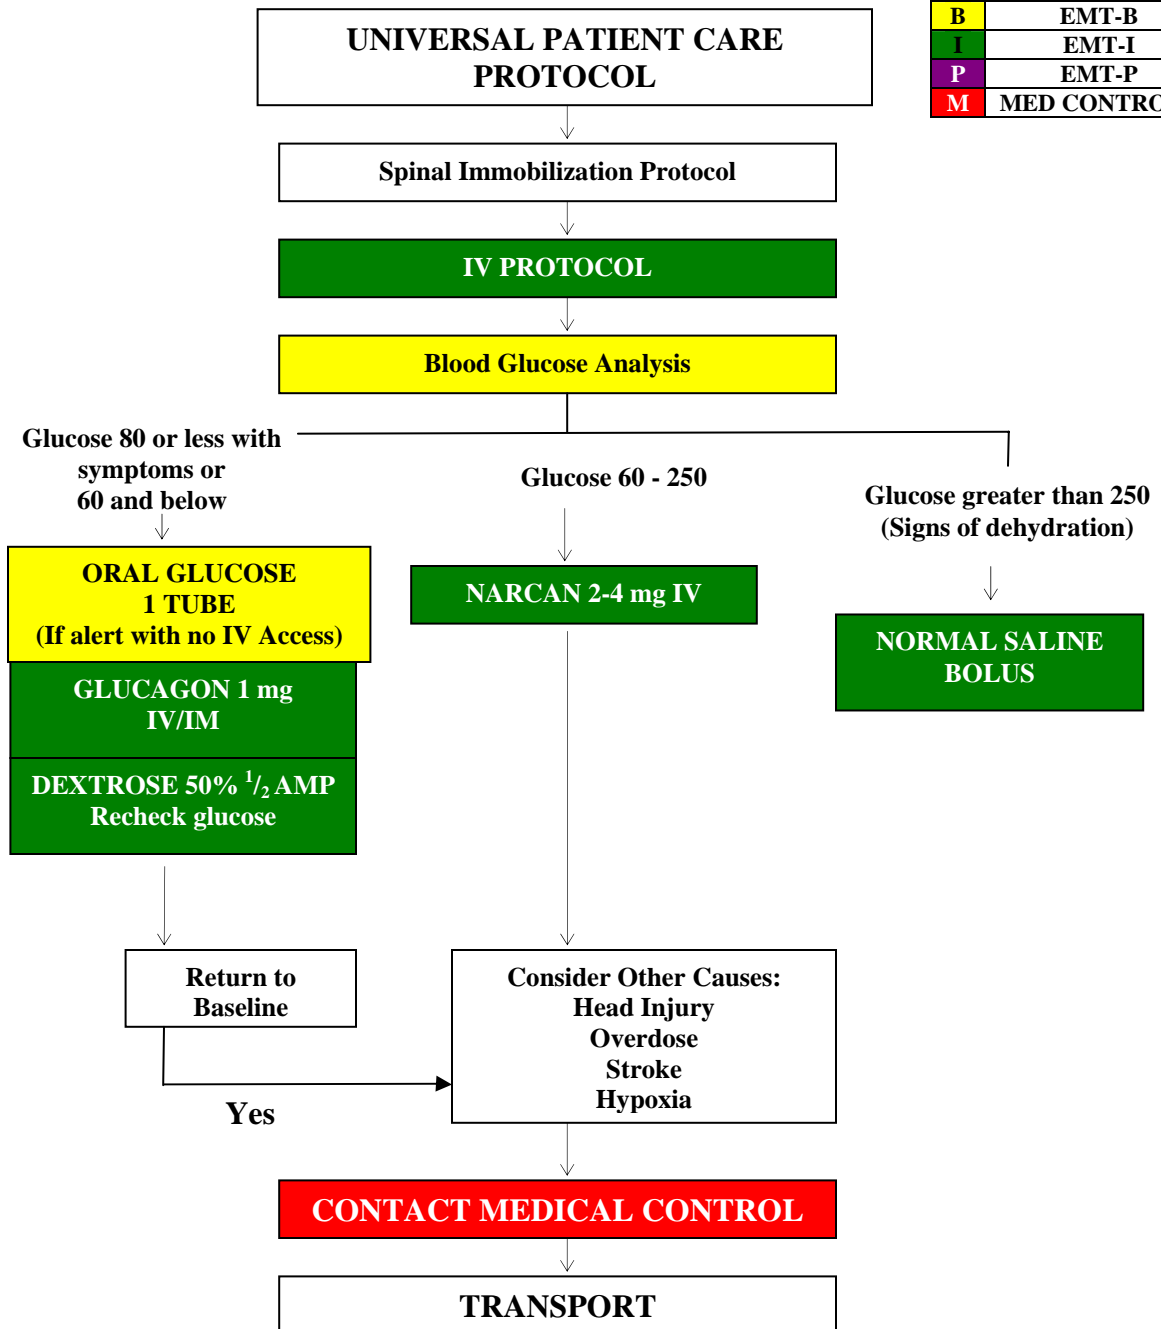 UNIVERSAL PATIENT CARE
PROTOCOL
B EMT-B
I EMT-I
P EMT-P
M MED CONTRO
Spinal Immobilization Protocol
IV PROTOCOL
Blood Glucose Analysis
Glucose 80 or less with
symptoms or
60 and below
Glucose 60 - 250
Glucose greater than 250
(Signs of dehydration)
ORAL GLUCOSE
1 TUBE
(If alert with no IV Access)
GLUCAGON 1 mg
IV/IM
DEXTROSE 50% 1/2 AMP
Recheck glucose
NARCAN 2-4 mg IV
NORMAL SALINE
BOLUS
Return to
Baseline
Yes
Consider Other Causes:
Head Injury
Overdose
Stroke
Hypoxia
CONTACT MEDICAL CONTROL
TRANSPORT